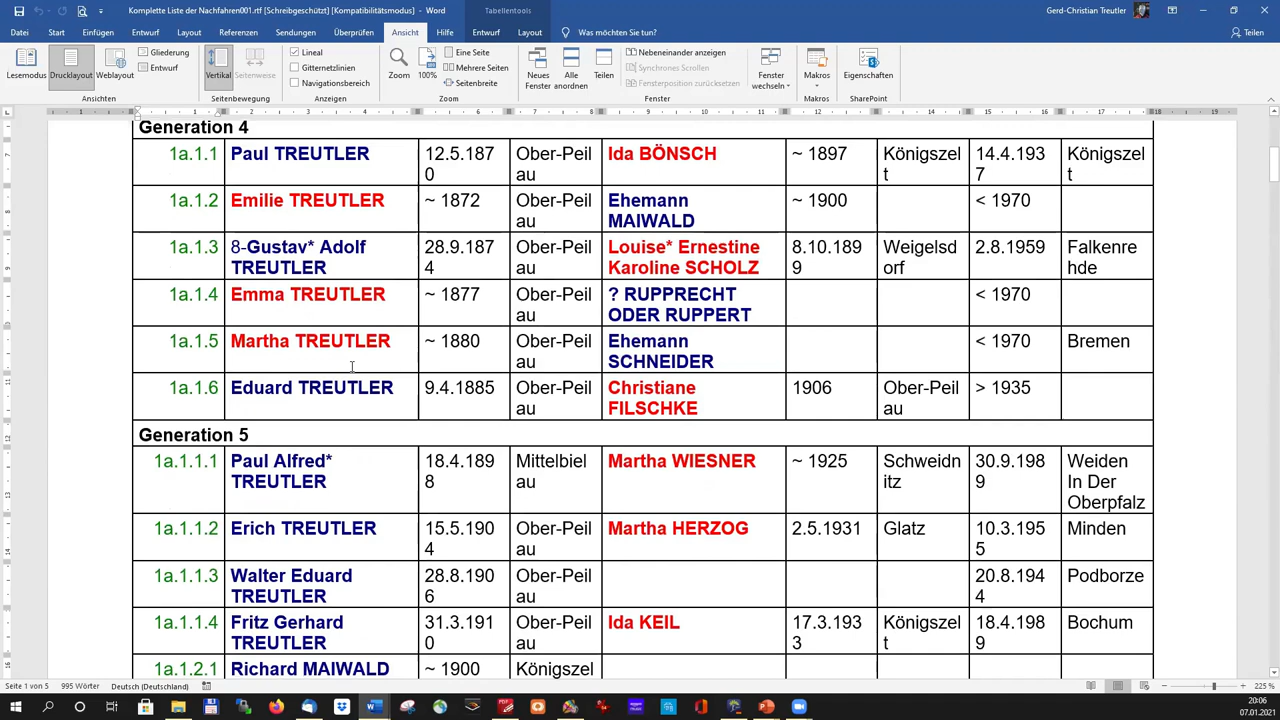 Komplette Liste der Nachfahren001.rtf [Schreibgeschützt] [Kompatibilitätsmodus] - Word
Tabellentools
Gerd-Christian Treutler
Datei Start Einfügen Entwurf Layout Referenzen Sendungen Überprüfen Ansicht Hilfe Entwurf Layout Was möchten Sie tun? Teilen
Lesemodus
Drucklayout
Weblayout
Gliederung
Entwurf
Ansichten
Vertikal
Seitenweise
Seitenbewegung
Lineal
Gitternetzlinien
Navigationsbereich
Anzeigen
Zoom
100%
Eine Seite
Mehrere Seiten
Seitenbreite
Zoom
Neues
Fenster
Alle
anordnen
Teilen
Nebeneinander anzeigen
Synchrones Scrollen
Fensterposition zurücksetzen
Fenster
wechseln
Fenster
Makros
Makros
Eigenschaften
SharePoint
Generation 4
1a.1.1 Paul TREUTLER 12.5.187 Ober-Peil Ida BÖNSCH ~ 1897 Königszel 14.4.193 Königszel
0 au t 7 t
1a.1.2 Emilie TREUTLER ~ 1872 Ober-Peil Ehemann ~ 1900 < 1970
au MAIWALD
1a.1.3 8-Gustav* Adolf 28.9.187 Ober-Peil Louise* Ernestine 8.10.189 Weigelsd 2.8.1959 Falkenre
TREUTLER 4 au Karoline SCHOLZ 9 orf hde
1a.1.4 Emma TREUTLER ~ 1877 Ober-Peil ? RUPPRECHT < 1970
au ODER RUPPERT
1a.1.5 Martha TREUTLER ~ 1880 Ober-Peil Ehemann < 1970 Bremen
au SCHNEIDER
1a.1.6 Eduard TREUTLER 9.4.1885 Ober-Peil Christiane 1906 Ober-Peil > 1935
au FILSCHKE au
Generation 5
1a.1.1.1 Paul Alfred* 18.4.189 Mittelbiel Martha WIESNER ~ 1925 Schweidn 30.9.198 Weiden
TREUTLER 8 au itz 9 In Der
Oberpfalz
1a.1.1.2 Erich TREUTLER 15.5.190 Ober-Peil Martha HERZOG 2.5.1931 Glatz 10.3.195 Minden
4 au 5
1a.1.1.3 Walter Eduard 28.8.190 Ober-Peil 20.8.194 Podborze
TREUTLER 6 au 4
1a.1.1.4 Fritz Gerhard 31.3.191 Ober-Peil Ida KEIL 17.3.193 Königszel 18.4.198 Bochum
TREUTLER 0 au 3 t 9
1a.1.2.1 Richard MAIWALD ~ 1900 Königszel
Seite 1 von 5 995 Wörter Deutsch (Deutschland) 225 %
20:06
07.01.2021